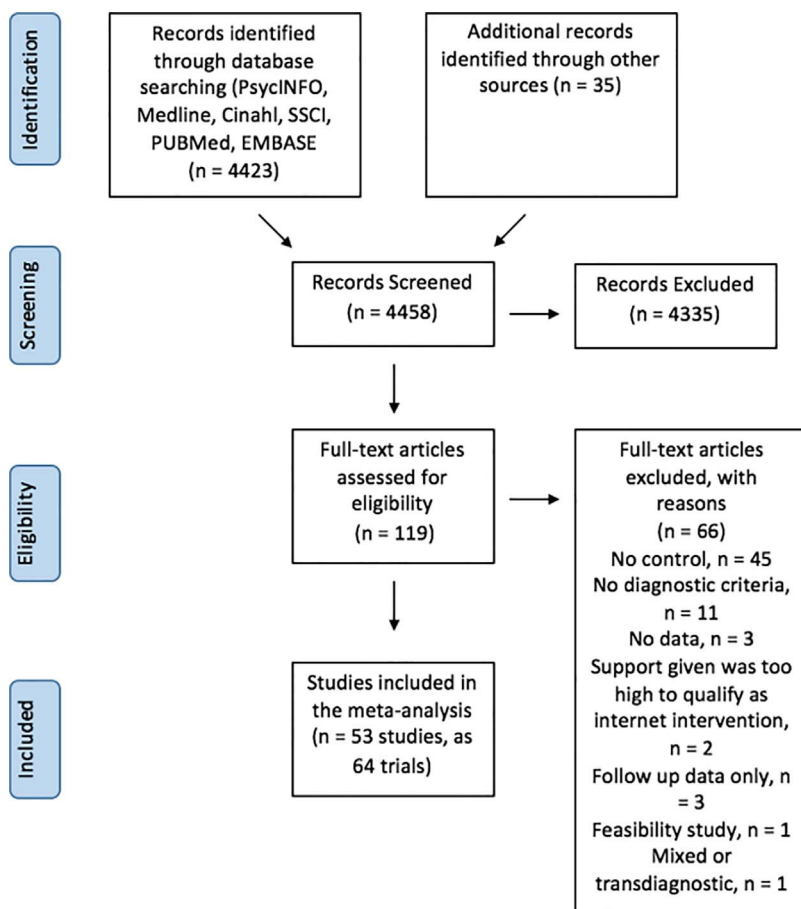 Identification
Records identified
through database
searching (PsycINFO,
Medline, Cinahl, SSCI,
PUBMed, EMBASE
(n = 4423)
Additional records
identified through other
sources (n = 35)
Screening
Records Screened
(n = 4458)
Records Excluded
(n = 4335)
Eligibility
Full-text articles
assessed for
eligibility
(n = 119)
Full-text articles
excluded, with
reasons
(n = 66)
No control, n = 45
No diagnostic criteria,
n = 11
No data, n = 3
Support given was too
high to qualify as
internet intervention,
n = 2
Follow up data only, n
= 3
Feasibility study, n = 1
Mixed or
transdiagnostic, n = 1
Included
Studies included in
the meta-analysis
(n = 53 studies, as
64 trials)